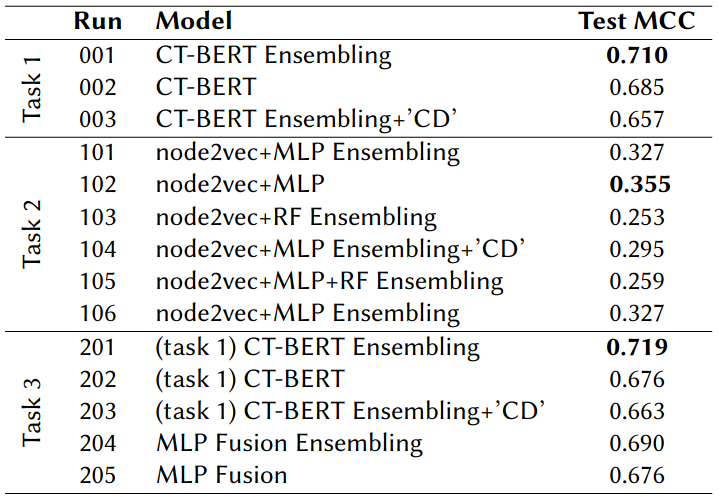 Run Model Test MCC
Task 1
001 CT-BERT Ensembling 0.710
002 CT-BERT 0.685
003 CT-BERT Ensembling+’CD’ 0.657
Task 2
101 node2vec+MLP Ensembling 0.327
102 node2vec+MLP 0.355
103 node2vec+RF Ensembling 0.253
104 node2vec+MLP Ensembling+’CD’ 0.295
105 node2vec+MLP+RF Ensembling 0.259
106 node2vec+MLP Ensembling 0.327
Task 3
201 (task 1) CT-BERT Ensembling 0.719
202 (task 1) CT-BERT 0.676
203 (task 1) CT-BERT Ensembling+’CD’ 0.663
204 MLP Fusion Ensembling 0.690
205 MLP Fusion 0.676